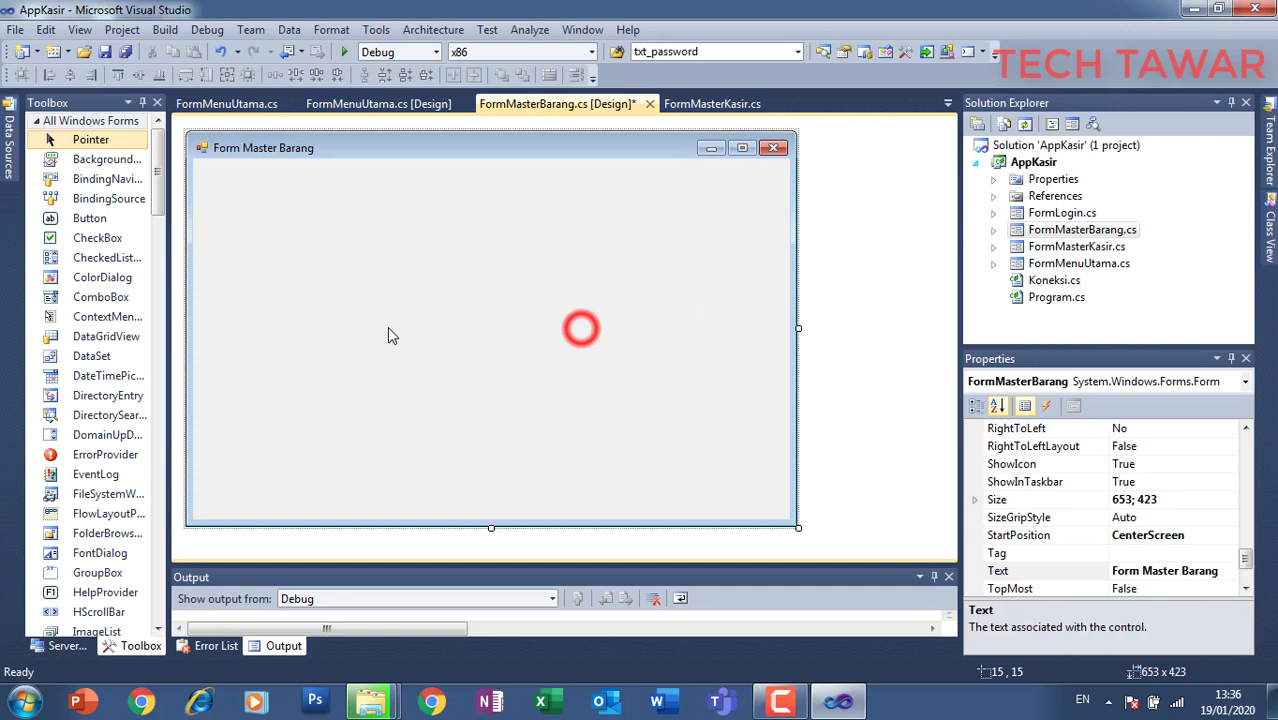 AppKasir - Microsoft Visual Studio
File Edit View Project Build Debug Team Data Format Tools Architecture Test Analyze Window Help
Debug x86 txt_password
TECH TAWAR
Toolbox
FormMenuUtama.cs FormMenuUtama.cs [Design] FormMasterBarang.cs [Design]* FormMasterKasir.cs
Solution Explorer
Data Sources
Team Explorer
Class View
All Windows Forms
Pointer
Background...
BindingNavi...
BindingSource
Button
CheckBox
CheckedList...
ColorDialog
ComboBox
ContextMen...
DataGridView
DataSet
DateTimePic...
DirectoryEntry
DirectorySear...
DomainUpD...
ErrorProvider
EventLog
FileSystemW...
FlowLayoutP...
FolderBrows...
FontDialog
GroupBox
HelpProvider
HScrollBar
ImageList
Server... Toolbox
Form Master Barang
Solution 'AppKasir' (1 project)
AppKasir
Properties
References
FormLogin.cs
FormMasterBarang.cs
FormMasterKasir.cs
FormMenuUtama.cs
Koneksi.cs
Program.cs
Properties
FormMasterBarang System.Windows.Forms.Form
RightToLeft No
RightToLeftLayout False
ShowIcon True
ShowInTaskbar True
Size 653; 423
SizeGripStyle Auto
StartPosition CenterScreen
Tag
Text Form Master Barang
TopMost False
Text
The text associated with the control.
Output
Show output from: Debug
Error List Output
Ready 15 , 15 653 x 423
EN 13:36
19/01/2020